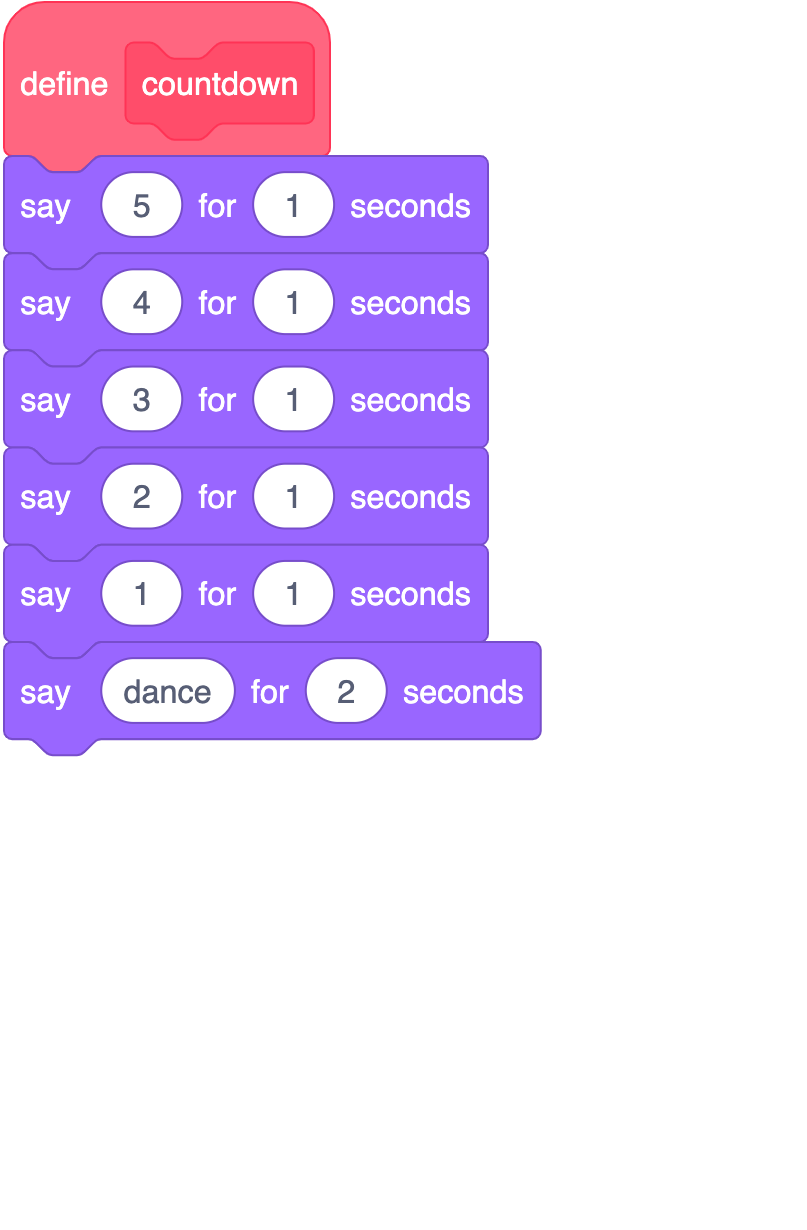 define countdown
say 5 for 1 seconds
say 4 for 1 seconds
say 3 for 1 seconds
say 2 for 1 seconds
say 1 for 1 seconds
say dance for 2 seconds